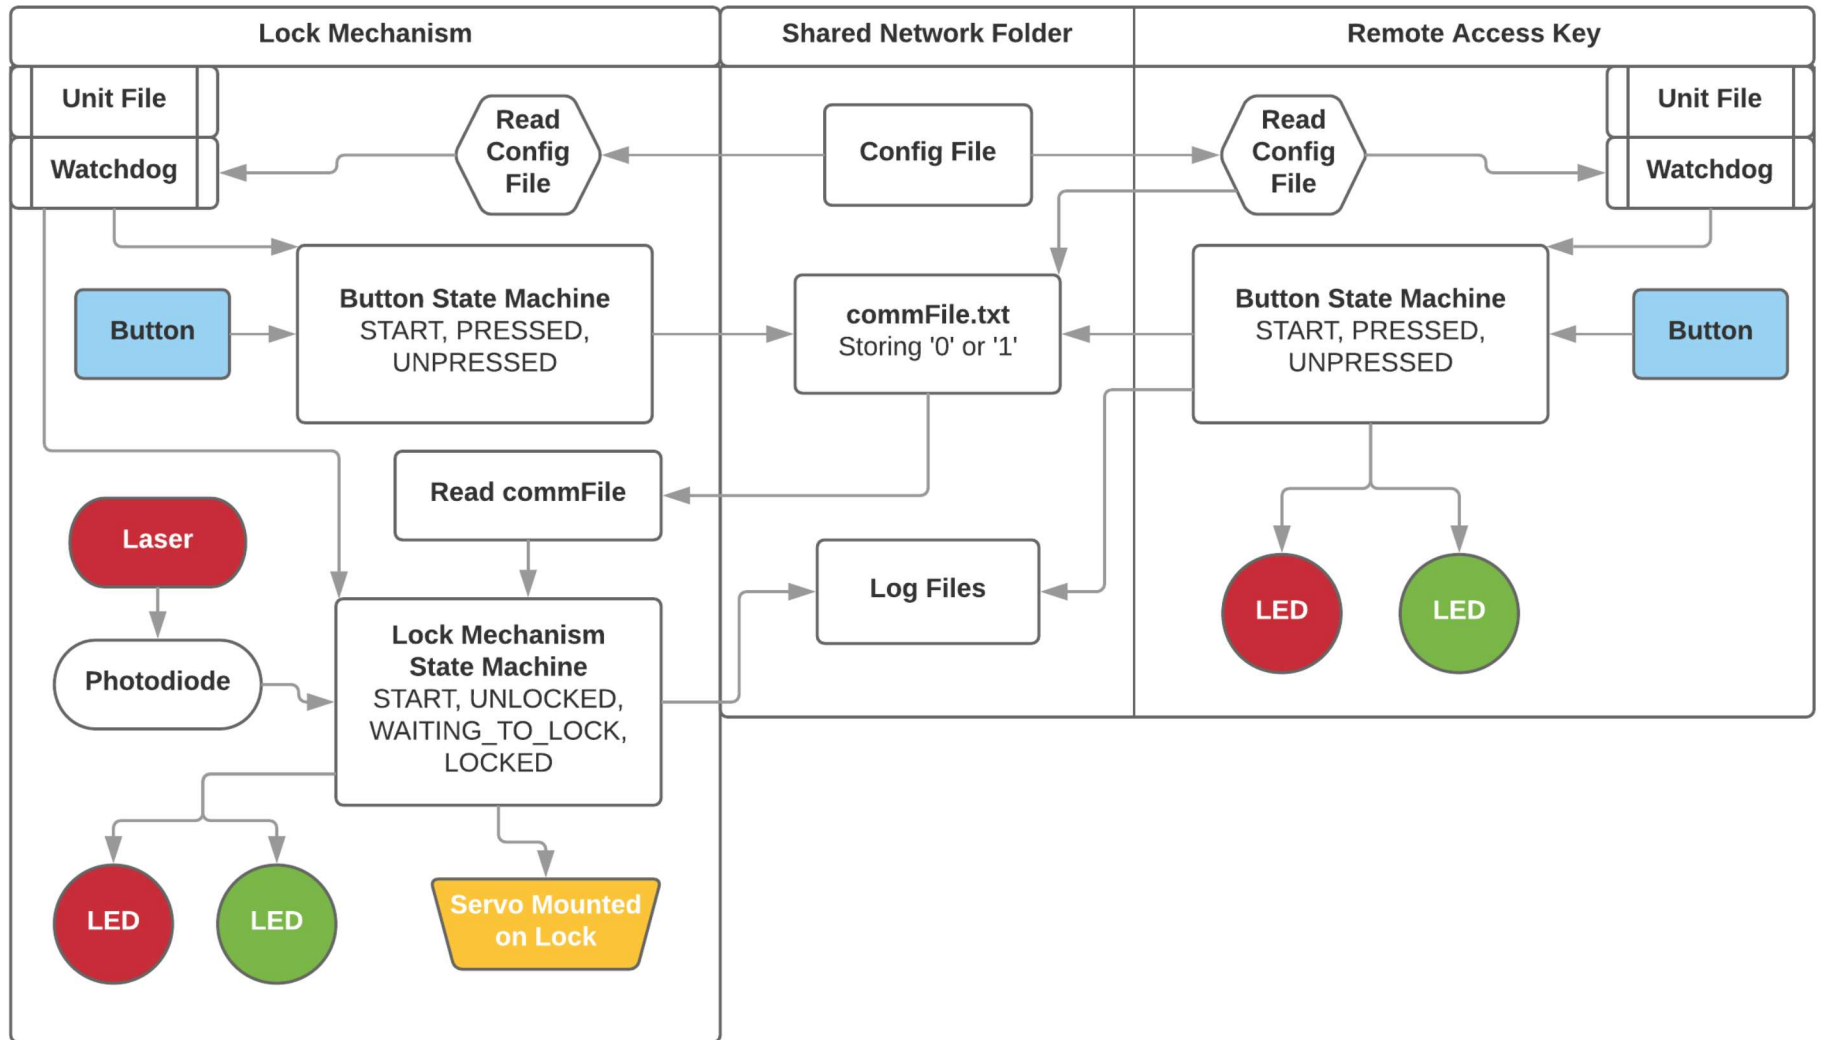 Lock Mechanism
Shared Network Folder
Remote Access Key
Unit File
Watchdog
Read
Config
File
Config File
Read
Config
File
Unit File
Watchdog
Button
Button State Machine
START, PRESSED,
UNPRESSED
commFile.txt
Storing '0' or '1'
Button State Machine
START, PRESSED,
UNPRESSED
Button
Read commFile
Laser
Photodiode
Lock Mechanism
State Machine
START, UNLOCKED,
WAITING_TO_LOCK,
LOCKED
Log Files
LED
LED
LED
LED
Servo Mounted
on Lock